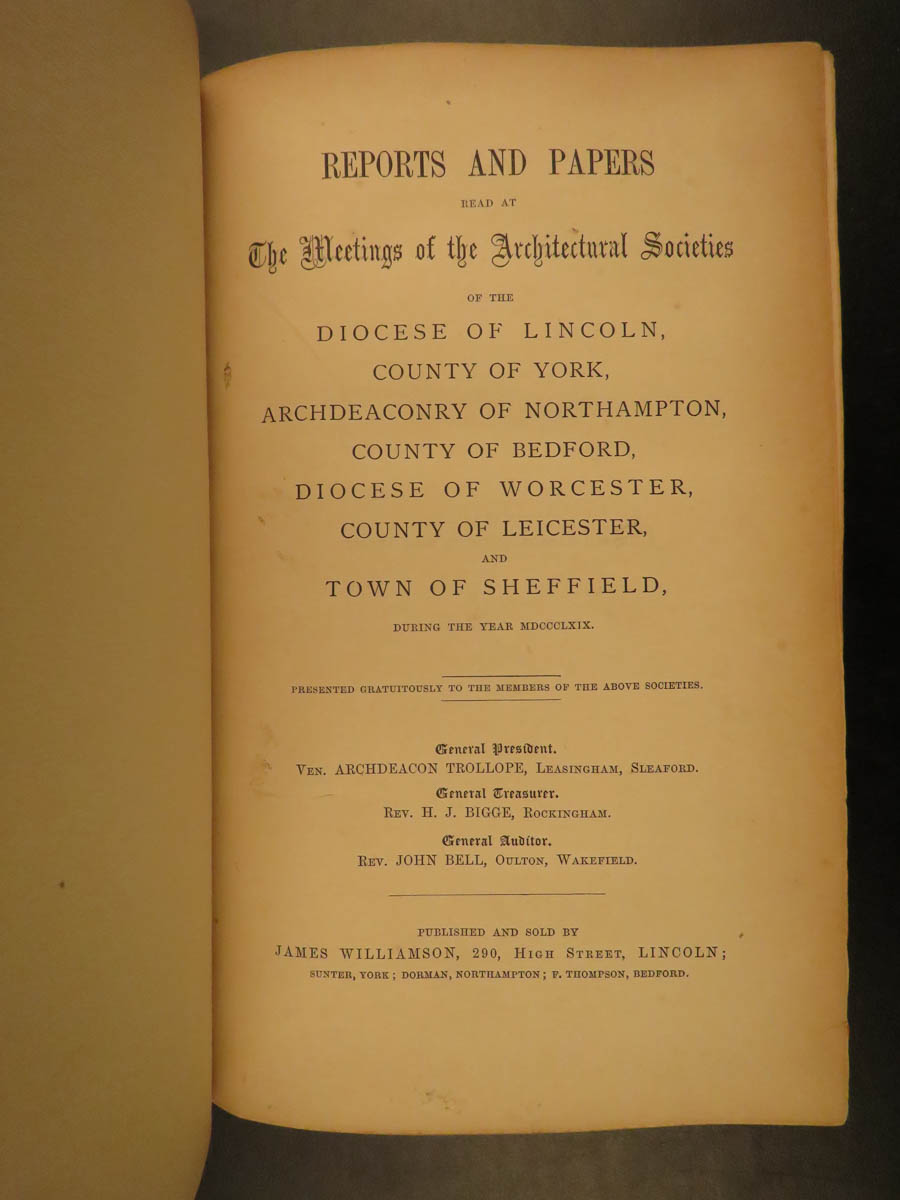 REPORTS AND PAPERS
READ AT
The Meetings of the Architectural Societies
OF THE
DIOCESE OF LINCOLN,
COUNTY OF YORK,
ARCHDEACONRY OF NORTHAMPTON,
COUNTY OF BEDFORD,
DIOCESE OF WORCESTER,
COUNTY OF LEICESTER,
AND
TOWN OF SHEFFIELD,
DURING THE YEAR MDCCCLXIX.
PRESENTED GRATUITOUSLY TO THE MEMBERS OF THE ABOVE SOCIETIES.
General President.
VEN. ARCHDEACON TROLLOPE, LEASINGHAM, SLEAFORD.
General Treasurer.
REV. H. J. BIGGE, ROCKINGHAM.
General Auditor.
REV. JOHN BELL, OULTON, WAKEFIELD.
PUBLISHED AND SOLD BY
JAMES WILLIAMSON, 290, HIGH STREET, LINCOLN;
SUNTER, YORK; DORMAN, NORTHAMPTON; F. THOMPSON, BEDFORD.